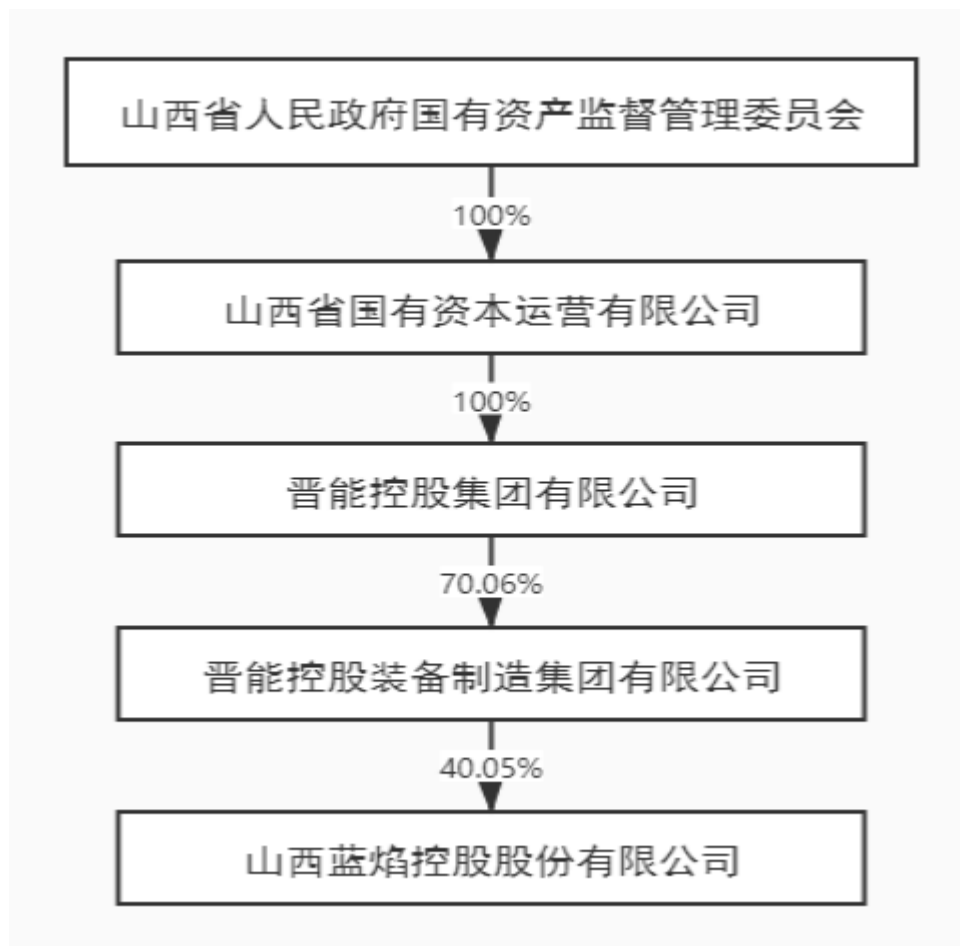 山西省人民政府国有资产监督管理委员会
100%
山西省国有资本运营有限公司
100%
晋能控股集团有限公司
70.06%
晋能控股装备制造集团有限公司
40.05%
山西蓝焰控股股份有限公司